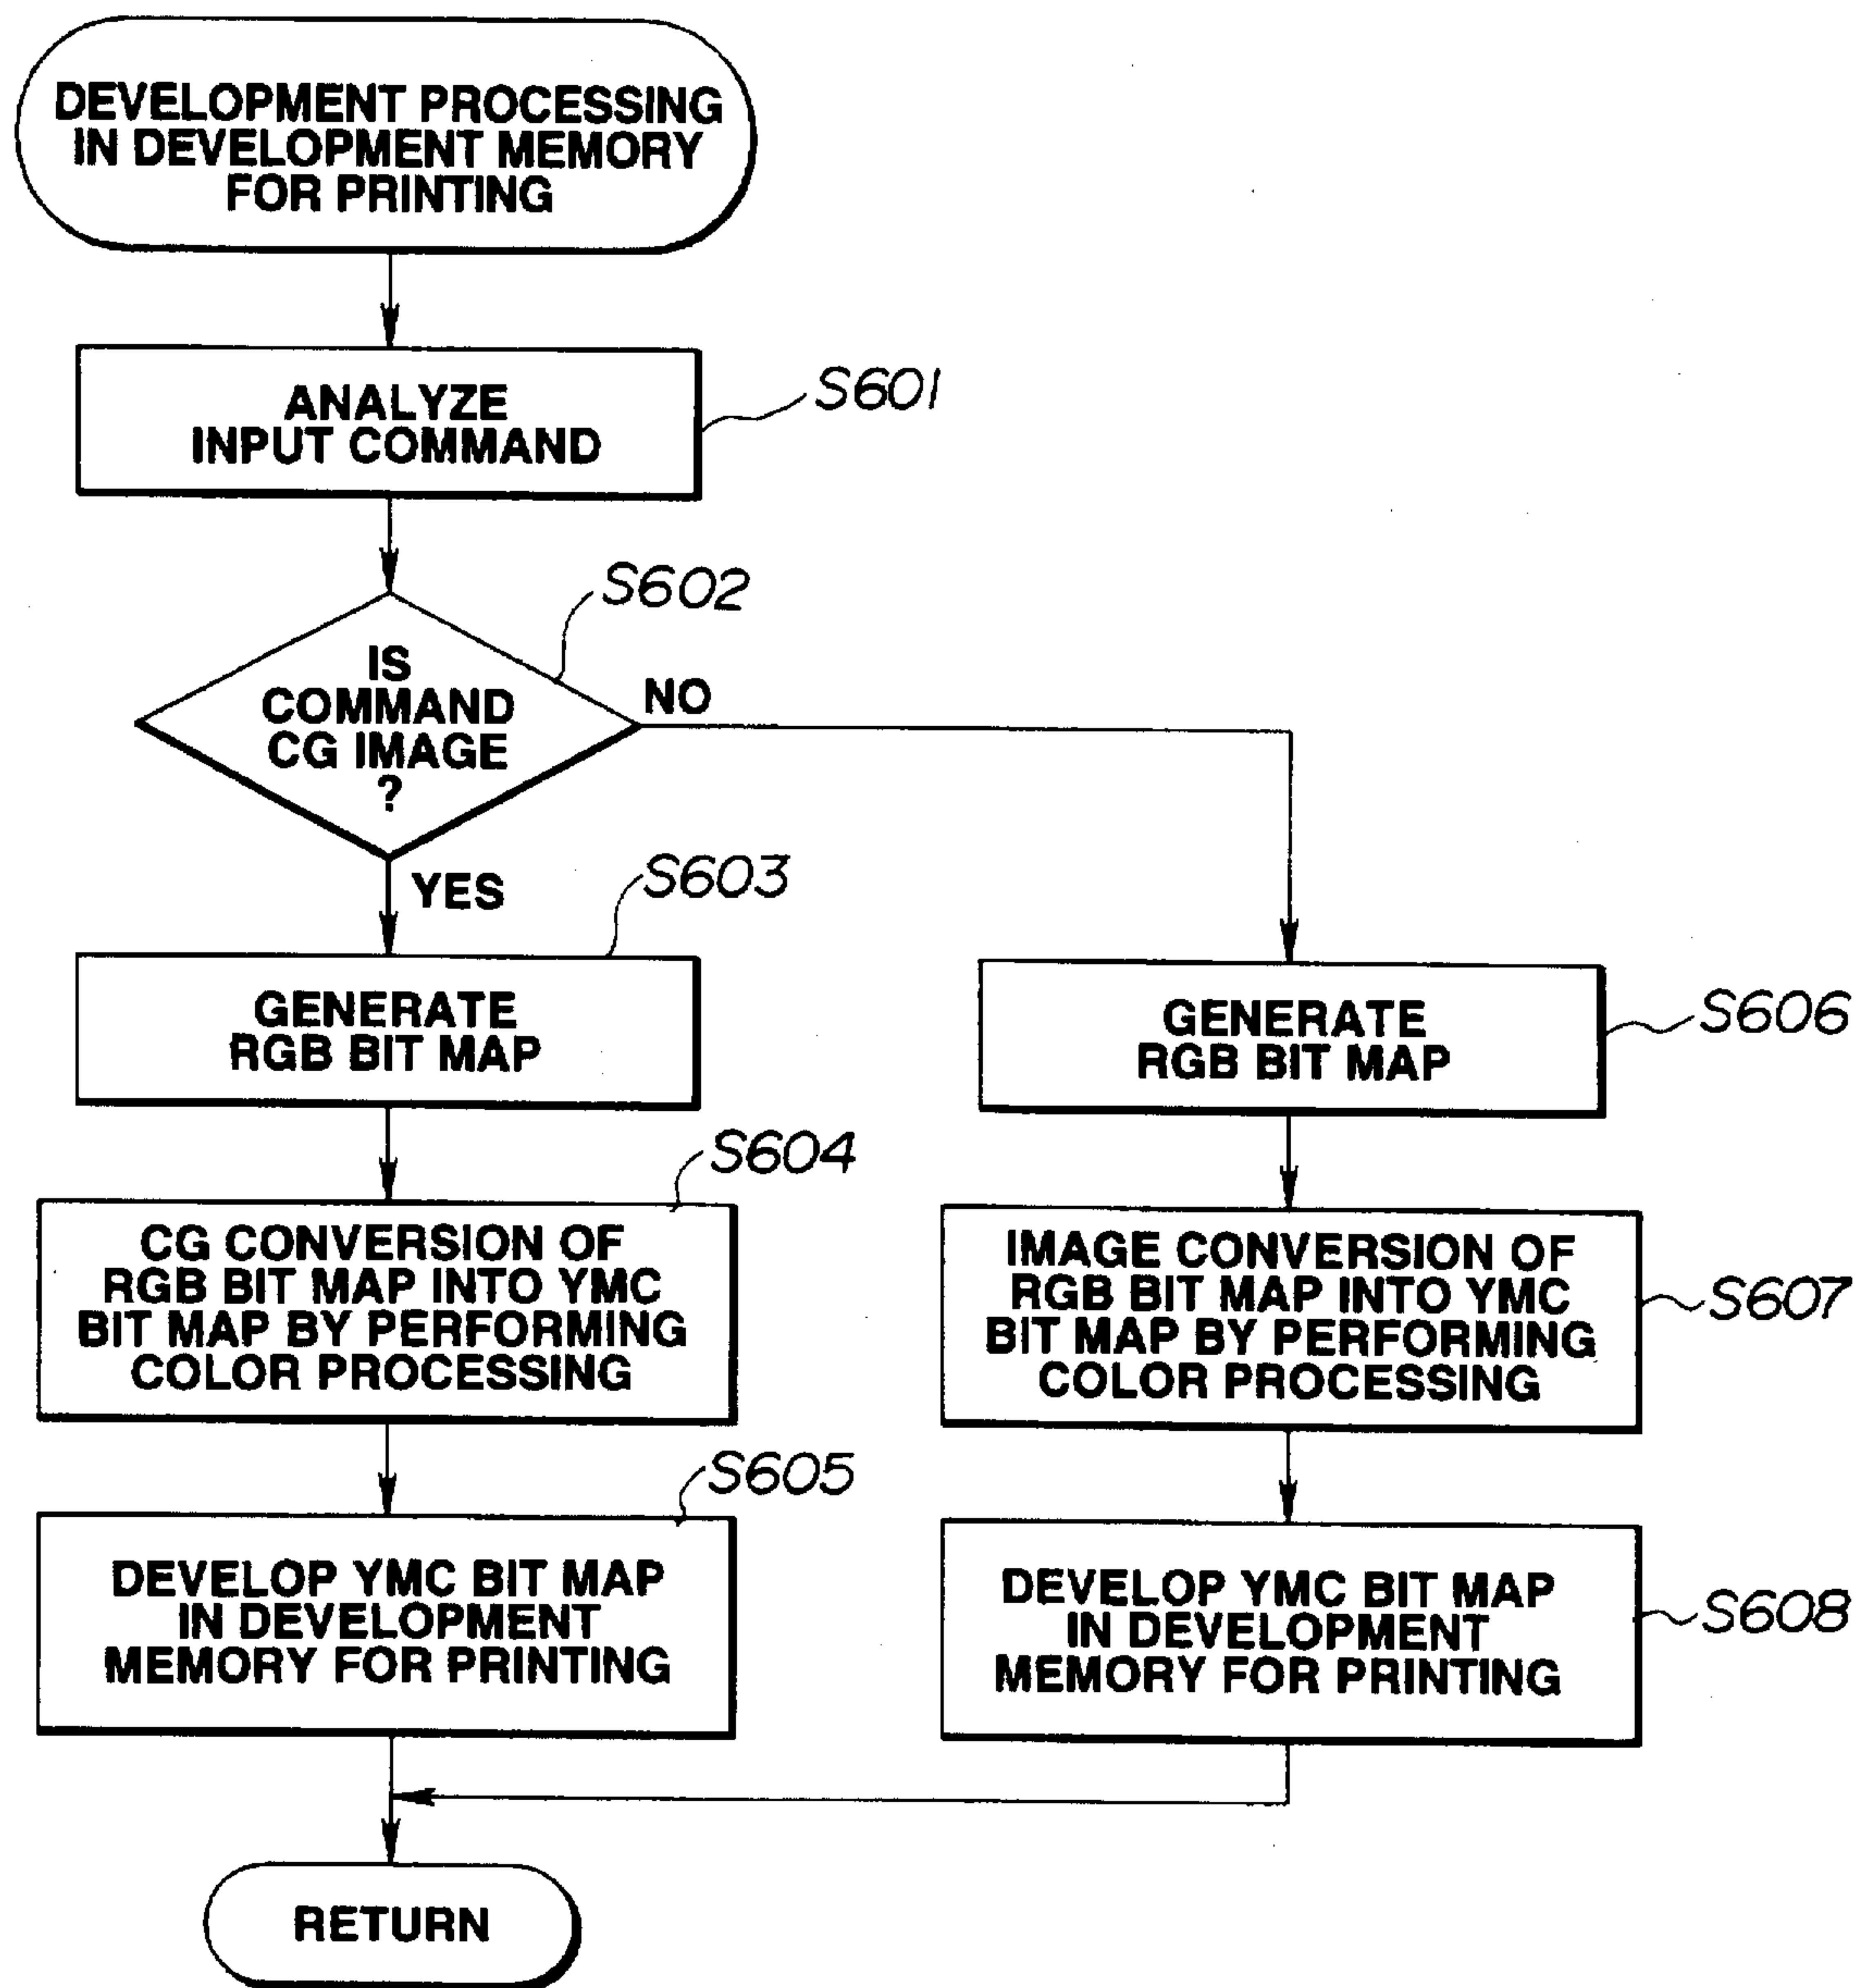 DEVELOPMENT PROCESSING
IN DEVELOPMENT MEMORY
FOR PRINTING
ANALYZE
INPUT COMMAND
S601
S602
IS
COMMAND
CG IMAGE
?
NO
YES
S603
GENERATE
RGB BIT MAP
S604
CG CONVERSION OF
RGB BIT MAP INTO YMC
BIT MAP BY PERFORMING
COLOR PROCESSING
S605
DEVELOP YMC BIT MAP
IN DEVELOPMENT
MEMORY FOR PRINTING
GENERATE
RGB BIT MAP
S606
IMAGE CONVERSION OF
RGB BIT MAP INTO YMC
BIT MAP BY PERFORMING
COLOR PROCESSING
S607
DEVELOP YMC BIT MAP
IN DEVELOPMENT
MEMORY FOR PRINTING
S608
RETURN